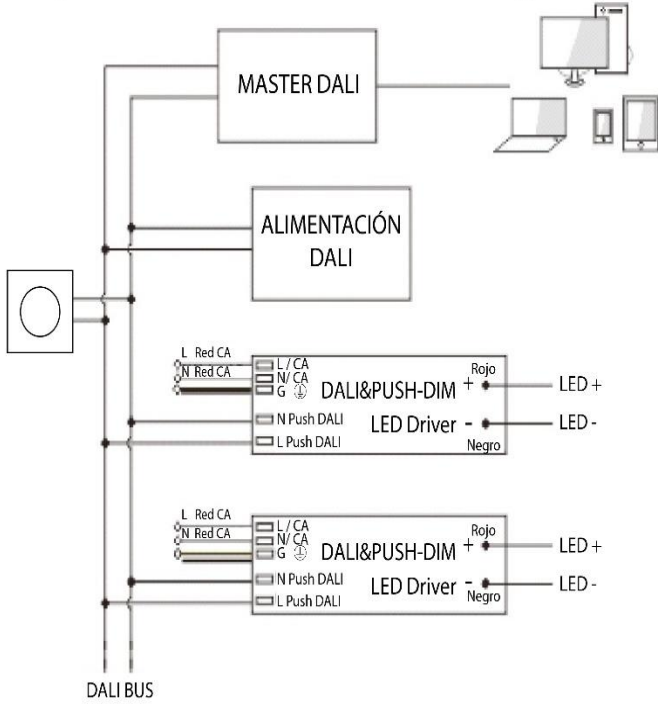 MASTER DALI
ALIMENTACIÓN
DALI
L Red CA
N Red CA
L / CA
N/ CA
G
N Push DALI
L Push DALI
DALI&PUSH-DIM
LED Driver
Rojo
+
-
Negro
LED +
LED -
L Red CA
N Red CA
L / CA
N/ CA
G
N Push DALI
L Push DALI
DALI&PUSH-DIM
LED Driver
Rojo
+
-
Negro
LED +
LED -
DALI BUS